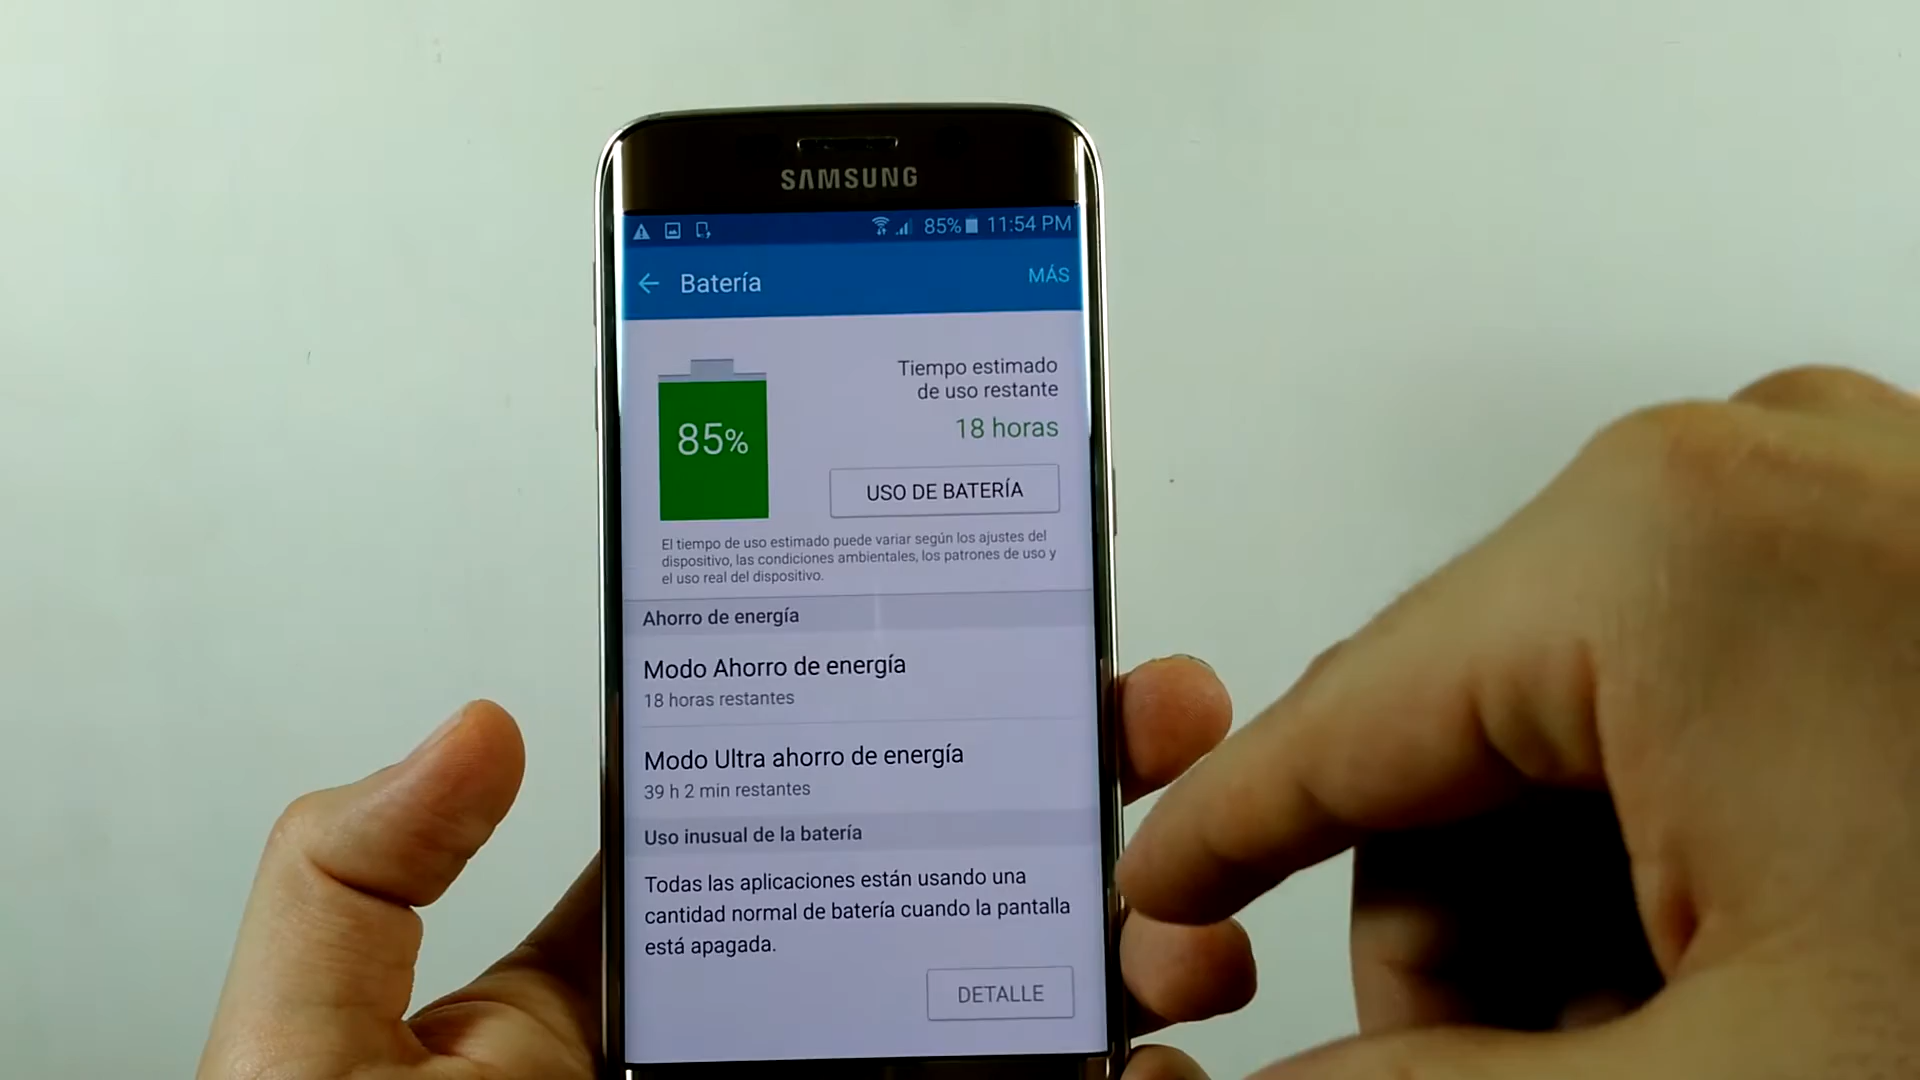 SAMSUNG
85% 11:54 PM
Batería
MÁS
Tiempo estimado
de uso restante
18 horas
85%
USO DE BATERÍA
El tiempo de uso estimado puede variar según los ajustes del
dispositivo, las condiciones ambientales, los patrones de uso y
el uso real del dispositivo.
Ahorro de energía
Modo Ahorro de energía
18 horas restantes
Modo Ultra ahorro de energía
39 h 2 min restantes
Uso inusual de la batería
Todas las aplicaciones están usando una
cantidad normal de batería cuando la pantalla
está apagada.
DETALLE